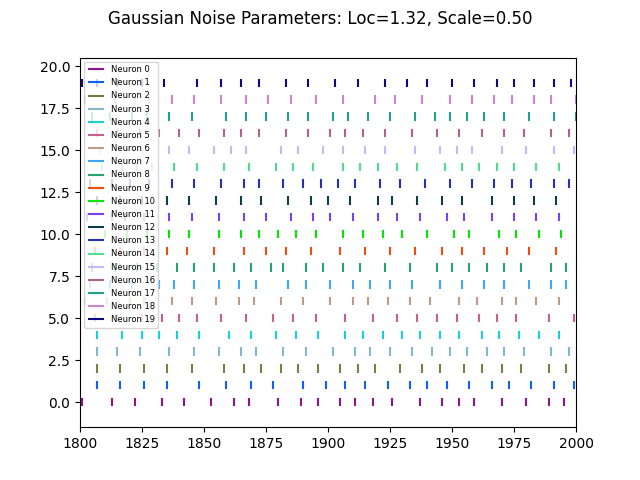 Gaussian Noise Parameters: Loc=1.32, Scale=0.50
20.0
17.5
15.0
12.5
10.0
7.5
5.0
2.5
0.0
Neuron 0
Neuron 1
Neuron 2
Neuron 3
Neuron 4
Neuron 5
Neuron 6
Neuron 7
Neuron 8
Neuron 9
Neuron 10
Neuron 11
Neuron 12
Neuron 13
Neuron 14
Neuron 15
Neuron 16
Neuron 17
Neuron 18
Neuron 19
1800 1825 1850 1875 1900 1925 1950 1975 2000